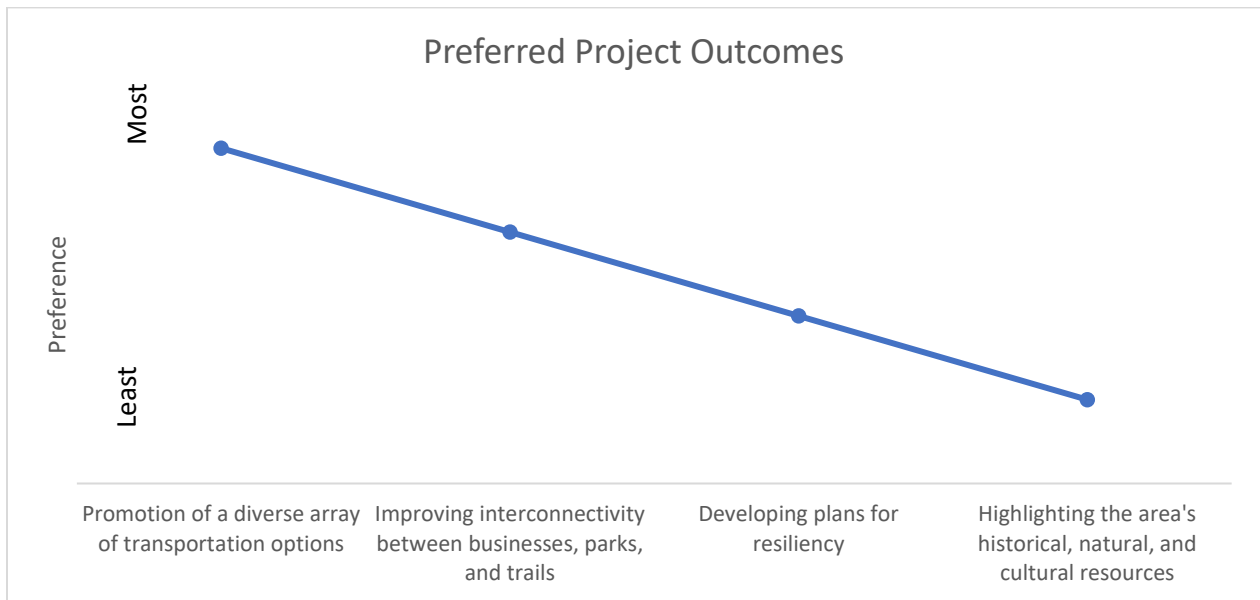 Preferred Project Outcomes
Most
Preference
Least
Promotion of a diverse array
of transportation options
Improving interconnectivity
between businesses, parks,
and trails
Developing plans for
resiliency
Highlighting the area's
historical, natural, and
cultural resources